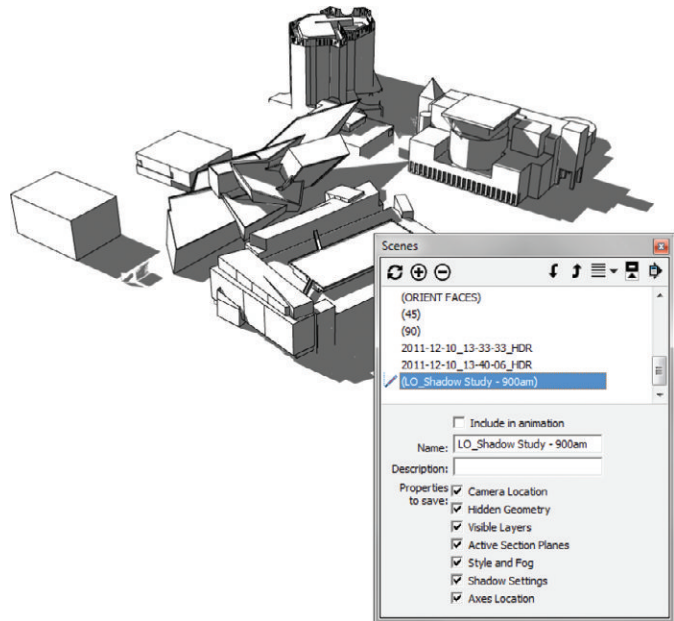 Scenes
(ORIENT FACES)
(45)
(90)
2011-12-10_13-33-33_HDR
2011-12-10_13-40-06_HDR
(LO_Shadow Study - 900am)
Include in animation
Name: LO_Shadow Study - 900am
Description:
Properties to save:
Camera Location
Hidden Geometry
Visible Layers
Active Section Planes
Style and Fog
Shadow Settings
Axes Location